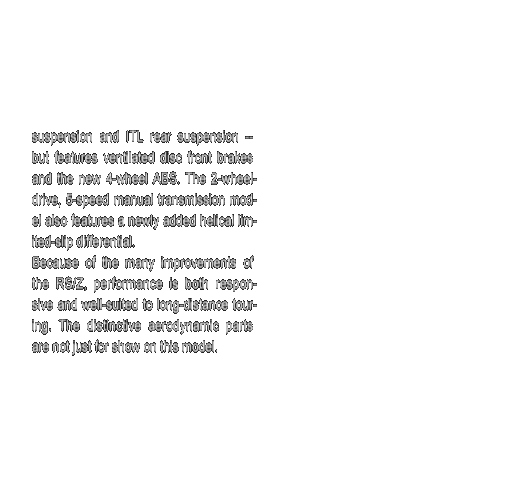 suspension and ITL rear suspension –
but features ventilated disc front brakes
and the new 4-wheel ABS. The 2-wheel-
drive, 5-speed manual transmission mod-
el also features a newly added helical lim-
ited-slip differential.
Because of the many improvements of
the RS/Z, performance is both respon-
sive and well-suited to long-distance tour-
ing. The distinctive aerodynamic parts
are not just for show on this model.